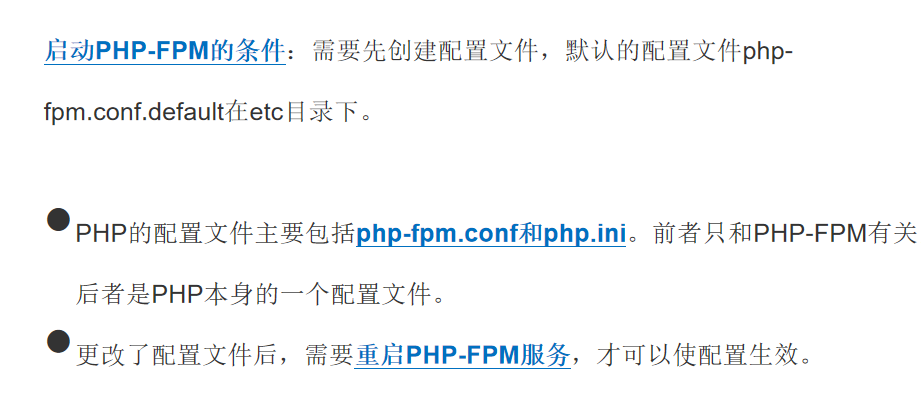 启动PHP-FPM的条件：需要先创建配置文件，默认的配置文件php-
fpm.conf.default在etc目录下。
●PHP的配置文件主要包括php-fpm.conf和php.ini。前者只和PHP-FPM有关
后者是PHP本身的一个配置文件。
●更改了配置文件后，需要重启PHP-FPM服务，才可以使配置生效。